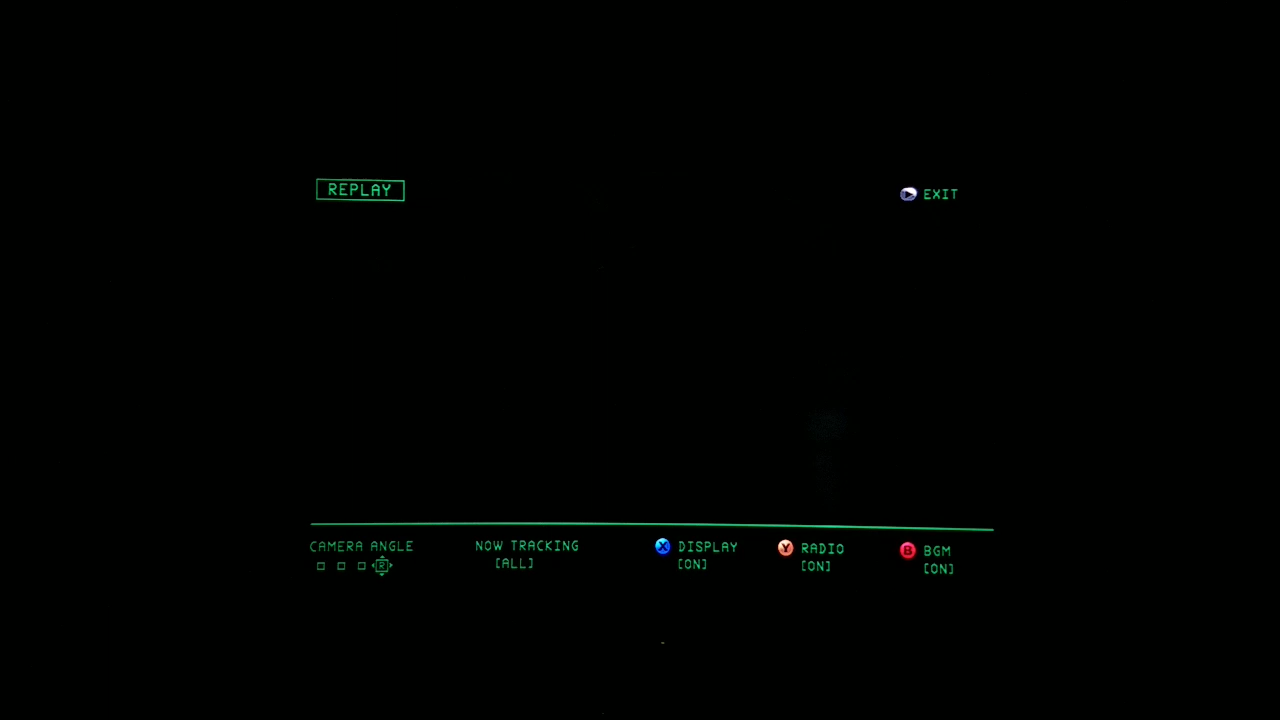 REPLAY
EXIT
CAMERA ANGLE
R
NOW TRACKING
[ALL]
X DISPLAY
[ON]
Y RADIO
[ON]
B BGM
[ON]